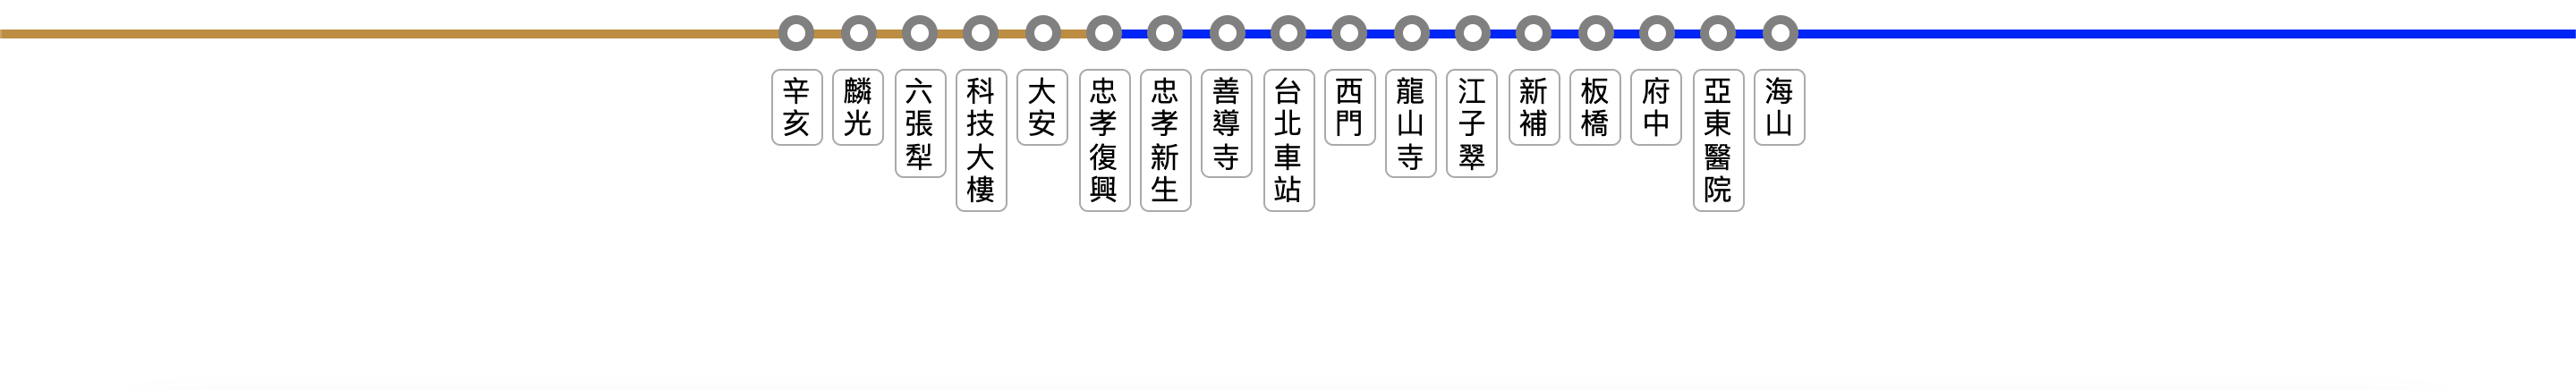 辛亥
麟光
六張犁
科技大樓
大安
忠孝復興
忠孝新生
善導寺
台北車站
西門
龍山寺
江子翠
新補
板橋
府中
亞東醫院
海山